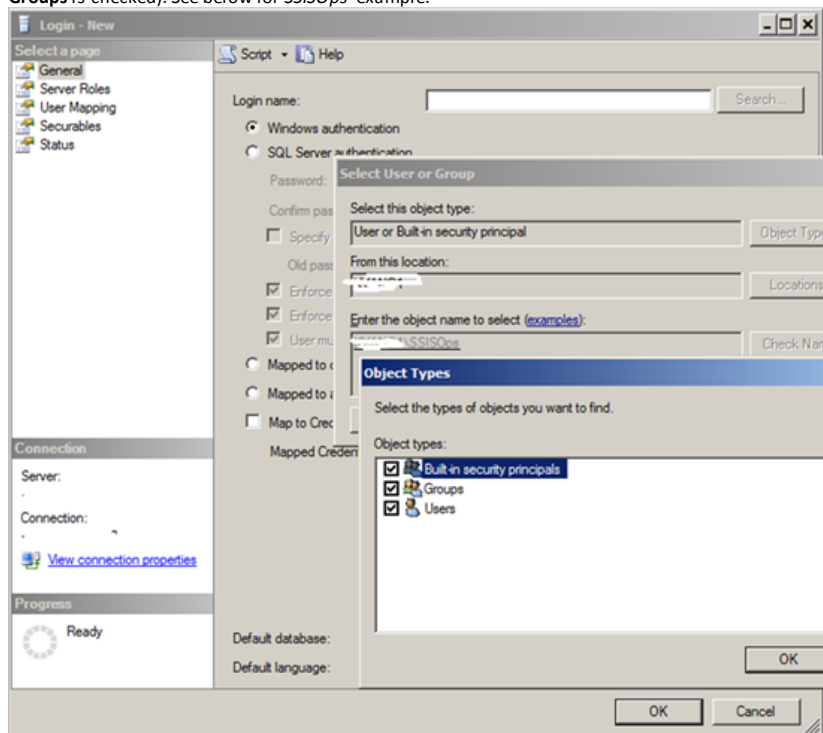 Groups is checked). See below for SSISOps example.
Login - New
Select a page
General
Server Roles
User Mapping
Securables
Status
Script Help
Login name: Search...
Windows authentication
SQL Server authentication
Password:
Confirm pas
Specify
Old pass
Enforce
Enforce
User mu
Mapped to c
Mapped to a
Map to Cred
Mapped Creden
Select User or Group
Select this object type:
User or Built-in security principal Object Typ
From this location:
Locations
Enter the object name to select (examples):
\SSISOps Check Nar
Object Types
Select the types of objects you want to find.
Object types:
Built-in security principals
Groups
Users
OK
Connection
Server:
Connection:
View connection properties
Progress
Ready
Default database:
Default language:
OK Cancel